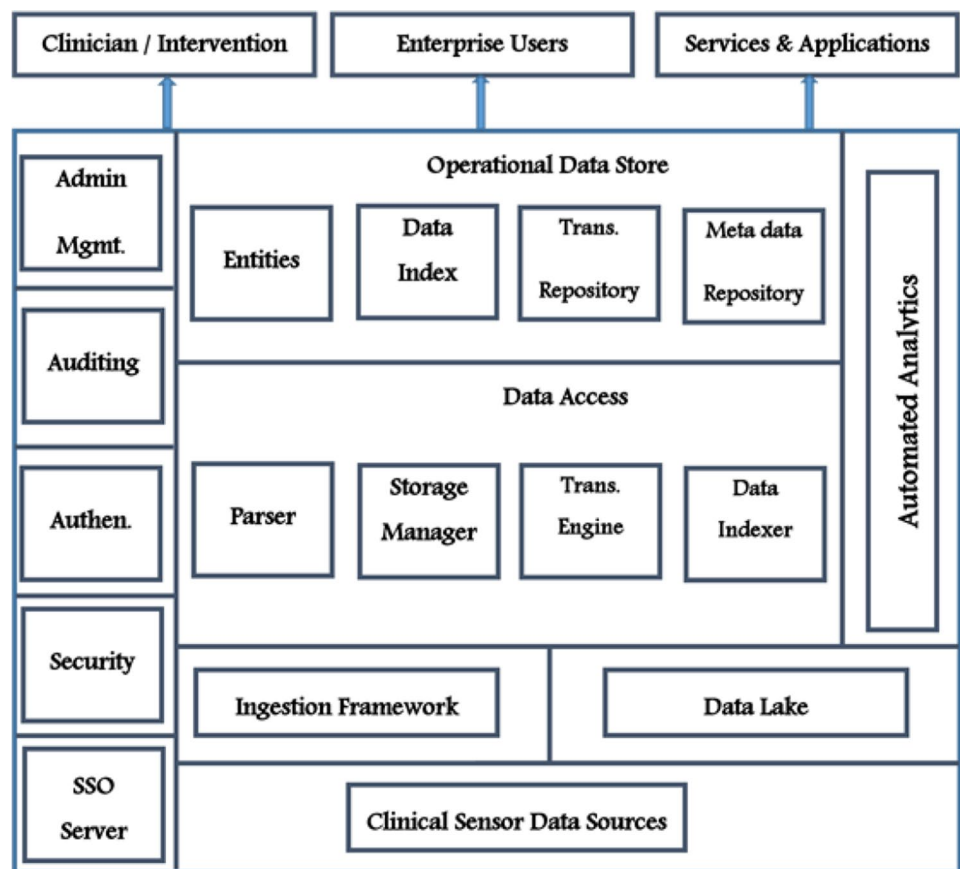 Clinician / Intervention
Enterprise Users
Services & Applications
Admin
Mgmt.
Auditing
Authen.
Security
SSO
Server
Operational Data Store
Entities
Data
Index
Trans.
Repository
Meta data
Repository
Data Access
Parser
Storage
Manager
Trans.
Engine
Data
Indexer
Automated Analytics
Ingestion Framework
Data Lake
Clinical Sensor Data Sources